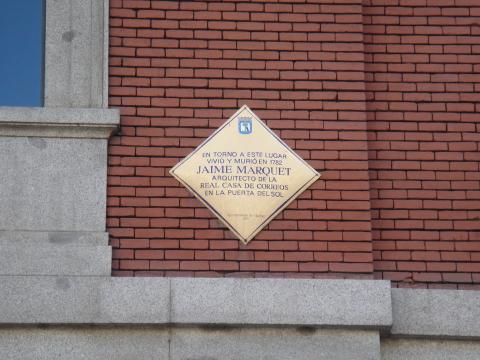 EN TORNO A ESTE LUGAR
VIVIÓ Y MURIÓ EN 1782
JAIME MARQUET
ARQUITECTO DE LA
REAL CASA DE CORREOS
EN LA PUERTA DEL SOL